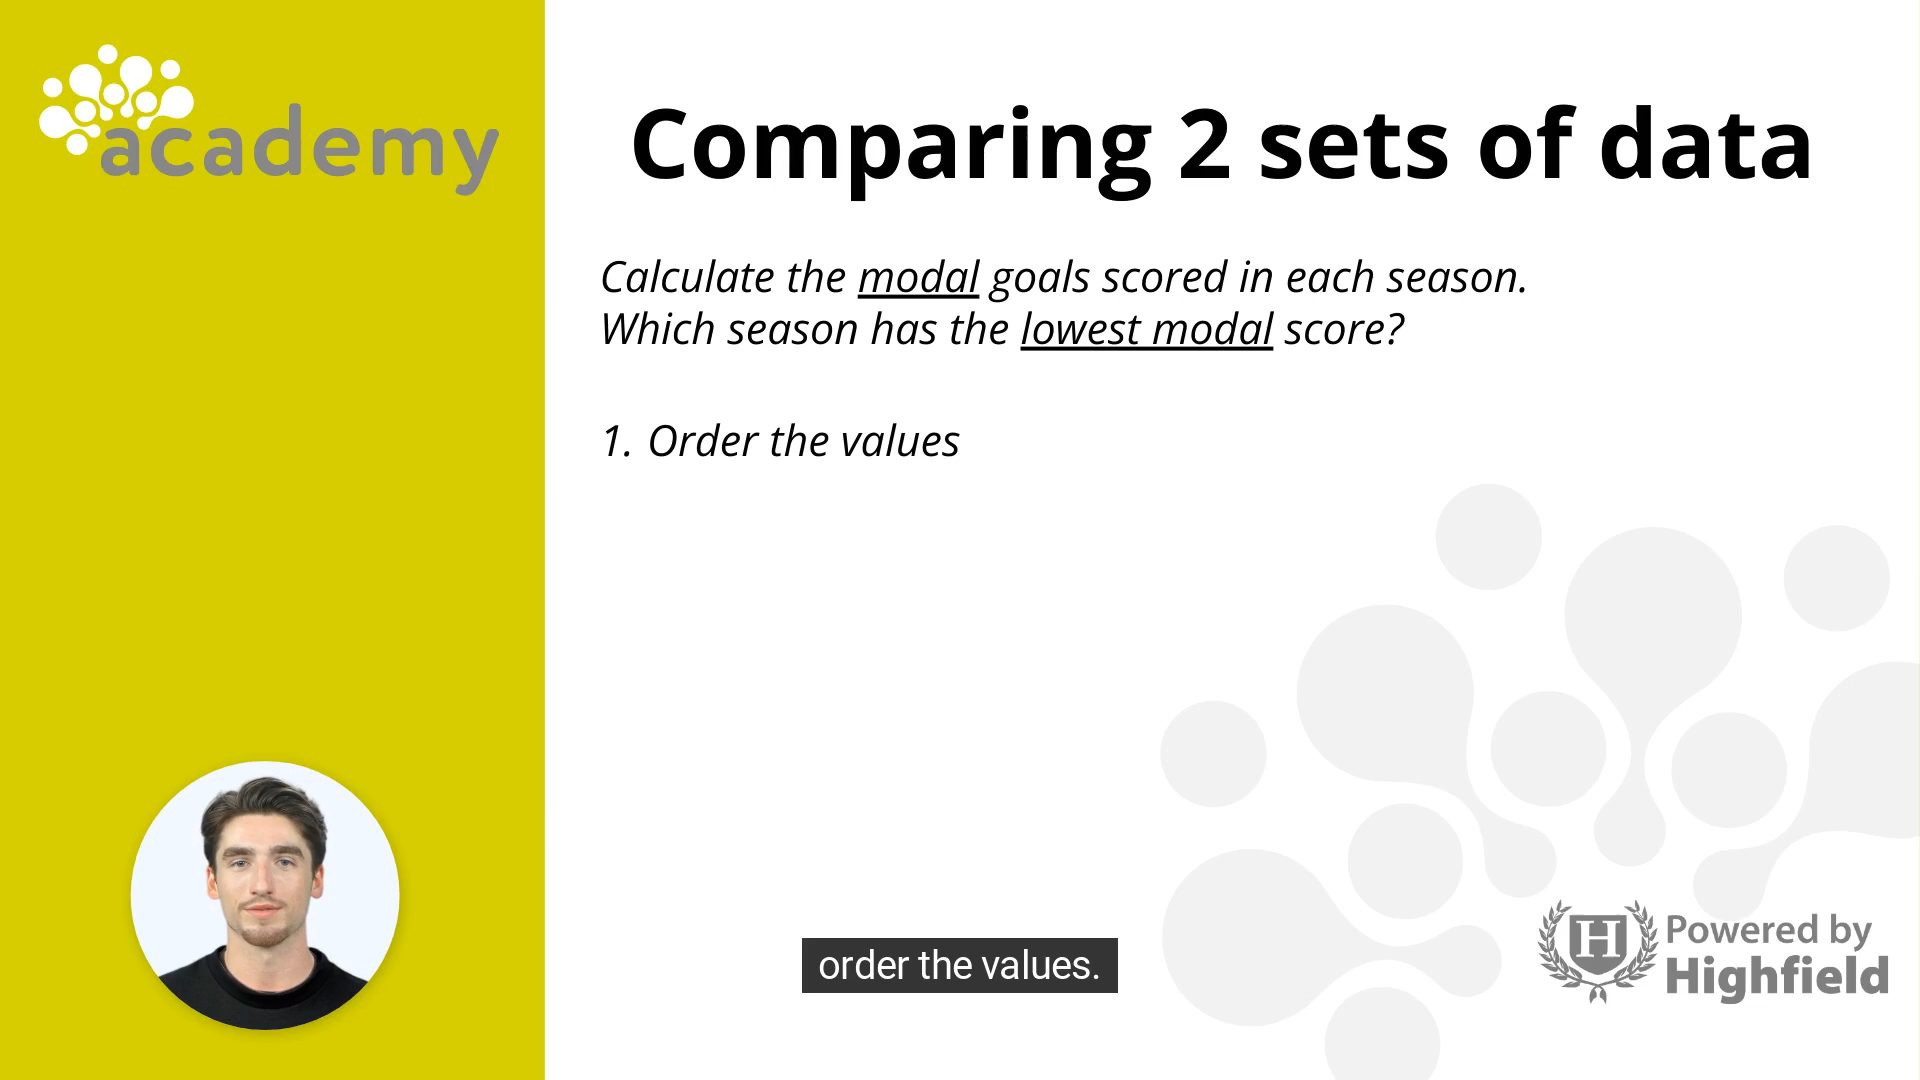 academy
Comparing 2 sets of data
Calculate the modal goals scored in each season.
Which season has the lowest modal score?
1. Order the values
order the values.
H
Powered by
Highfield